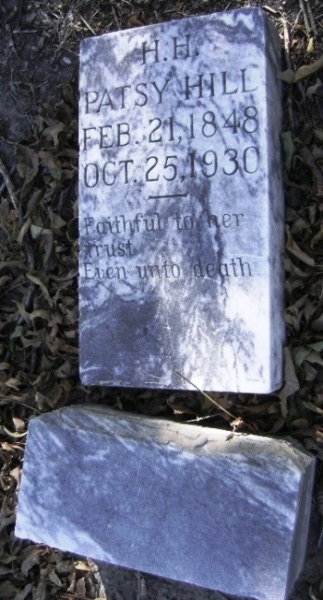 H.H.
PATSY HILL
FEB. 21, 1848
OCT. 25, 1930
Faithful to her
trust
Even unto death